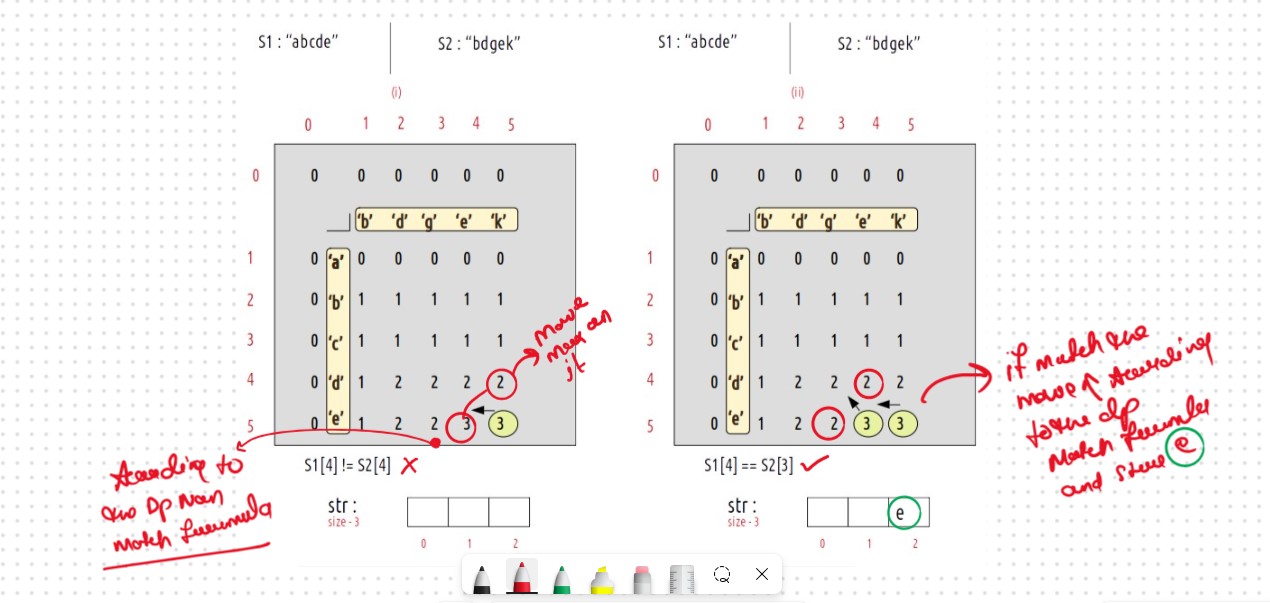 S1 : “abcde”
S2 : “bdgek”
(i)
0 1 2 3 4 5
0 0 0 0 0 0 0
‘b’ ‘d’ ‘g’ ‘e’ ‘k’
1 0 ‘a’ 0 0 0 0 0
2 0 ‘b’ 1 1 1 1 1
3 0 ‘c’ 1 1 1 1 1
4 0 ‘d’ 1 2 2 2 2
5 0 ‘e’ 1 2 2 3 3
move
max on
it
S1[4] != S2[4] X
According to
the DP Non
match formula
str :
size - 3
0 1 2
S1 : “abcde”
S2 : “bdgek”
(ii)
0 1 2 3 4 5
0 0 0 0 0 0 0
‘b’ ‘d’ ‘g’ ‘e’ ‘k’
1 0 ‘a’ 0 0 0 0 0
2 0 ‘b’ 1 1 1 1 1
3 0 ‘c’ 1 1 1 1 1
4 0 ‘d’ 1 2 2 2 2
5 0 ‘e’ 1 2 2 3 3
S1[4] == S2[3] ✓
if match the
move According
to the dp
Match formula
and store e
str :
size - 3
e
0 1 2